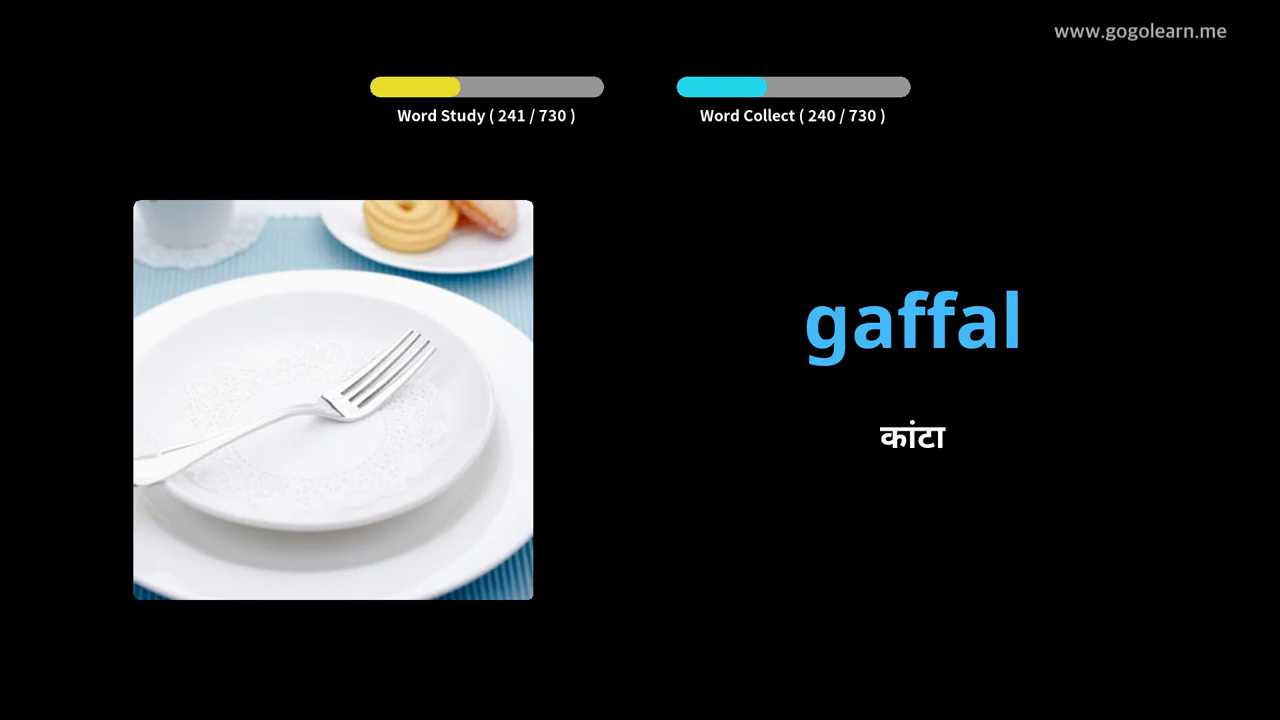 www.gogolearn.me
Word Study ( 241 / 730 )
Word Collect ( 240 / 730 )
gaffal
कांटा